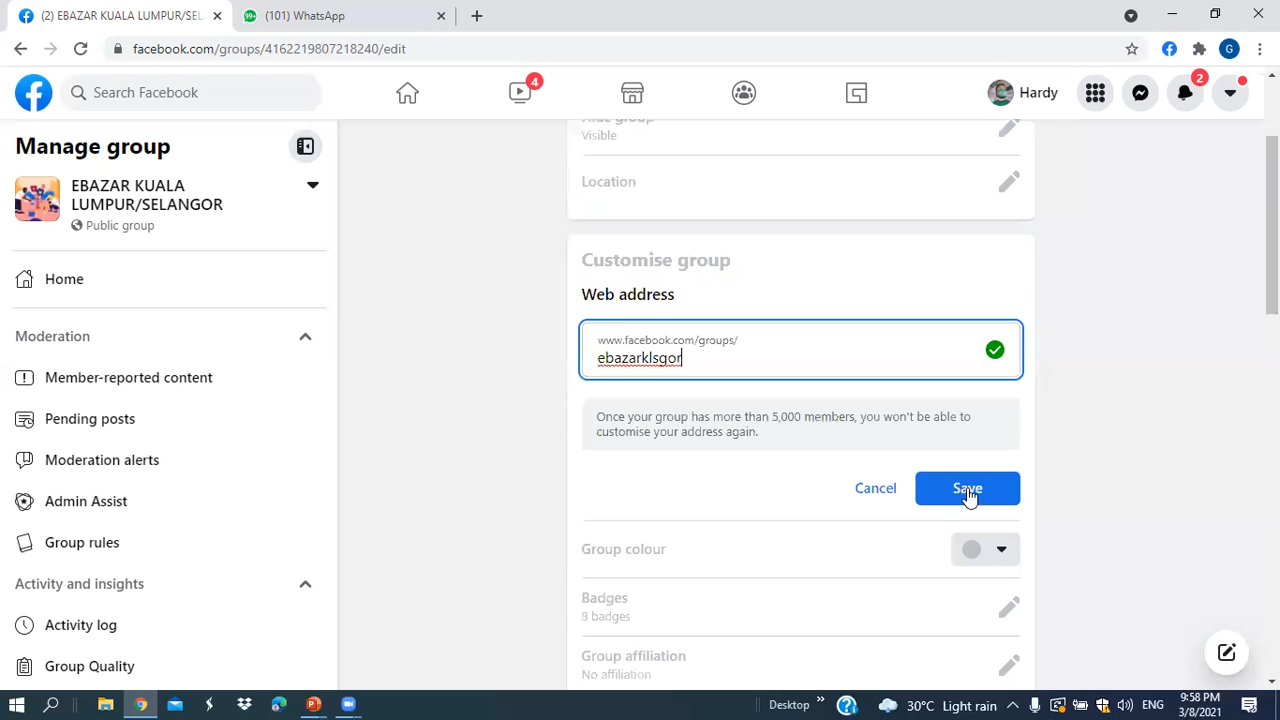 (2) EBAZAR KUALA LUMPUR/SEL
99+
(101) WhatsApp
facebook.com/groups/4162219807218240/edit
G
Search Facebook
4
Hardy
2
Manage group
EBAZAR KUALA
LUMPUR/SELANGOR
Public group
Home
Moderation
Member-reported content
Pending posts
Moderation alerts
Admin Assist
Group rules
Activity and insights
Activity log
Group Quality
Hide group
Visible
Location
Customise group
Web address
www.facebook.com/groups/
ebazarklsgor
Once your group has more than 5,000 members, you won't be able to
customise your address again.
Cancel
Save
Group colour
Badges
8 badges
Group affiliation
No affiliation
Desktop
30°C Light rain
9:58 PM
3/8/2021